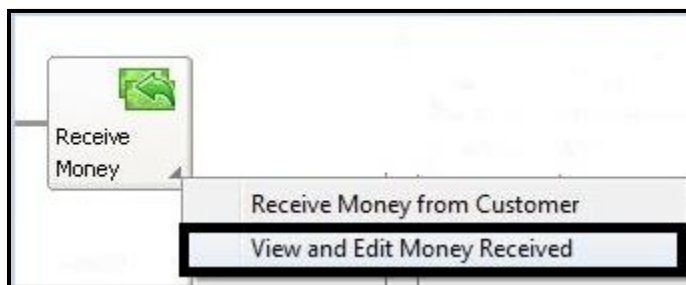 Receive
Money
Receive Money from Customer
View and Edit Money Received